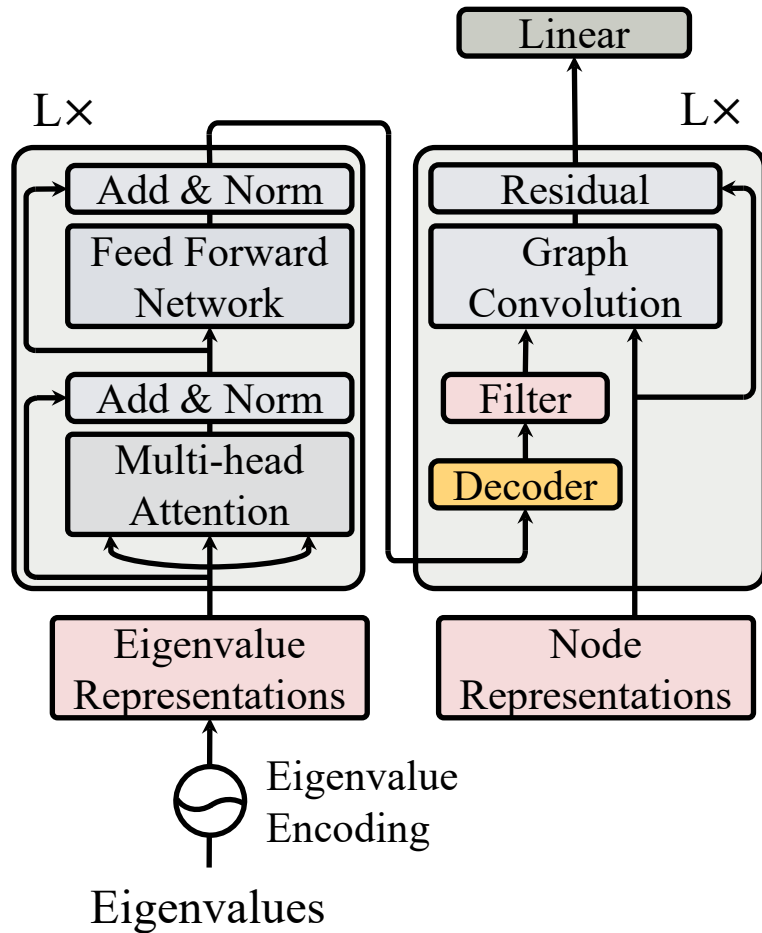 Linear
L×
L×
Add & Norm
Feed Forward
Network
Add & Norm
Multi-head
Attention
Residual
Graph
Convolution
Filter
Decoder
Eigenvalue
Representations
Node
Representations
Eigenvalue
Encoding
Eigenvalues